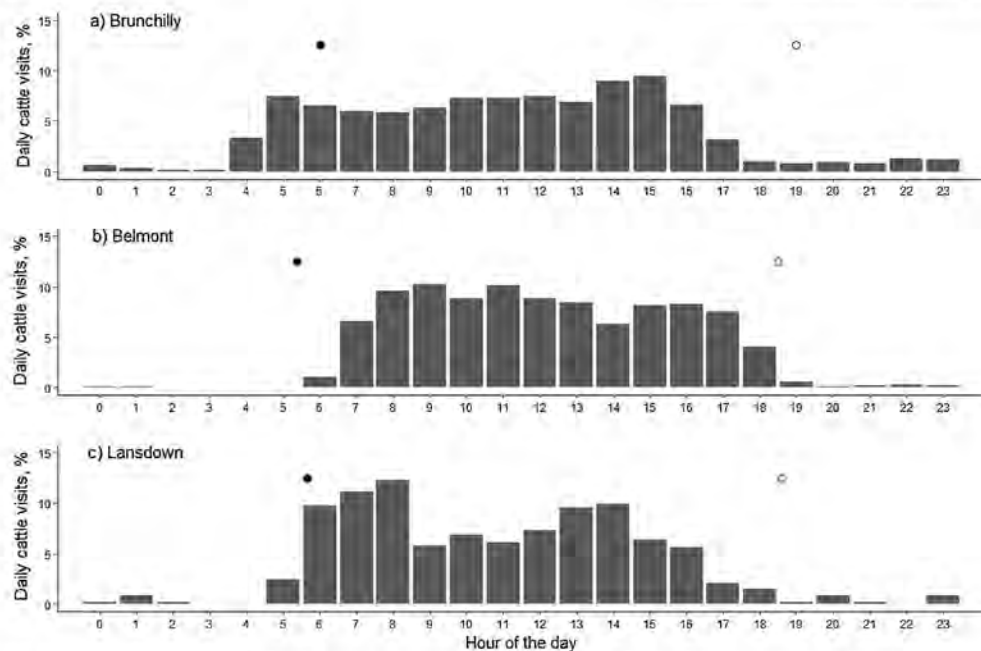 a) Brunchilly
Daily cattle visits, %
15
10
5
0
0 1 2 3 4 5 6 7 8 9 10 11 12 13 14 15 16 17 18 19 20 21 22 23
b) Belmont
Daily cattle visits, %
15
10
5
0
0 1 2 3 4 5 6 7 8 9 10 11 12 13 14 15 16 17 18 19 20 21 22 23
c) Lansdown
Daily cattle visits, %
15
10
5
0
0 1 2 3 4 5 6 7 8 9 10 11 12 13 14 15 16 17 18 19 20 21 22 23
Hour of the day